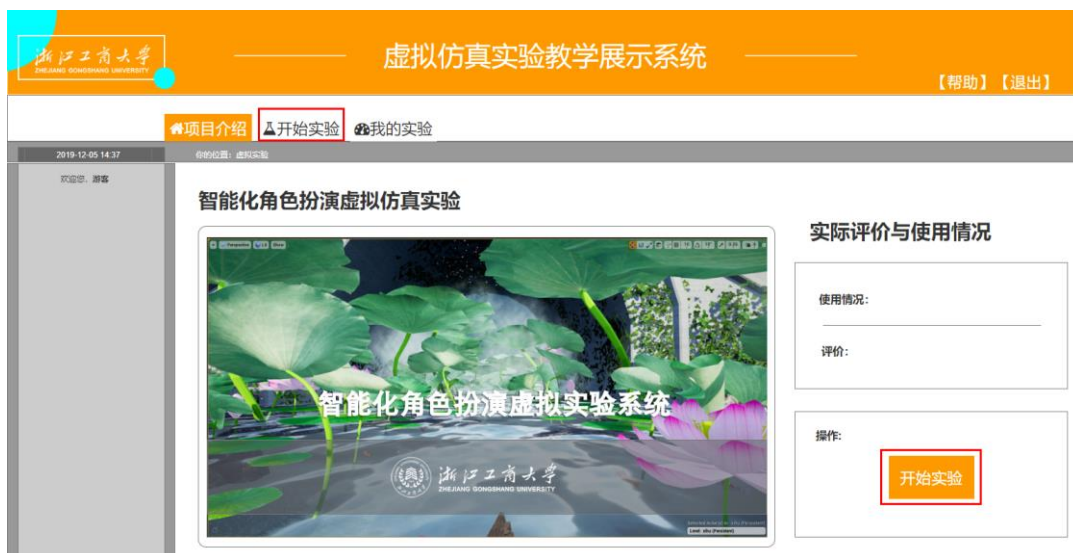 浙江工商大学
ZHEJIANG GONGSHANG UNIVERSITY
虚拟仿真实验教学展示系统
【帮助】【退出】
项目介绍 开始实验 我的实验
2019-12-05 14:37 你的位置：虚拟实验
欢迎您，游客
智能化角色扮演虚拟仿真实验
Perspective Lit Show
智能化角色扮演虚拟实验系统
浙江工商大学
ZHEJIANG GONGSHANG UNIVERSITY
实际评价与使用情况
使用情况：
评价：
操作：
开始实验